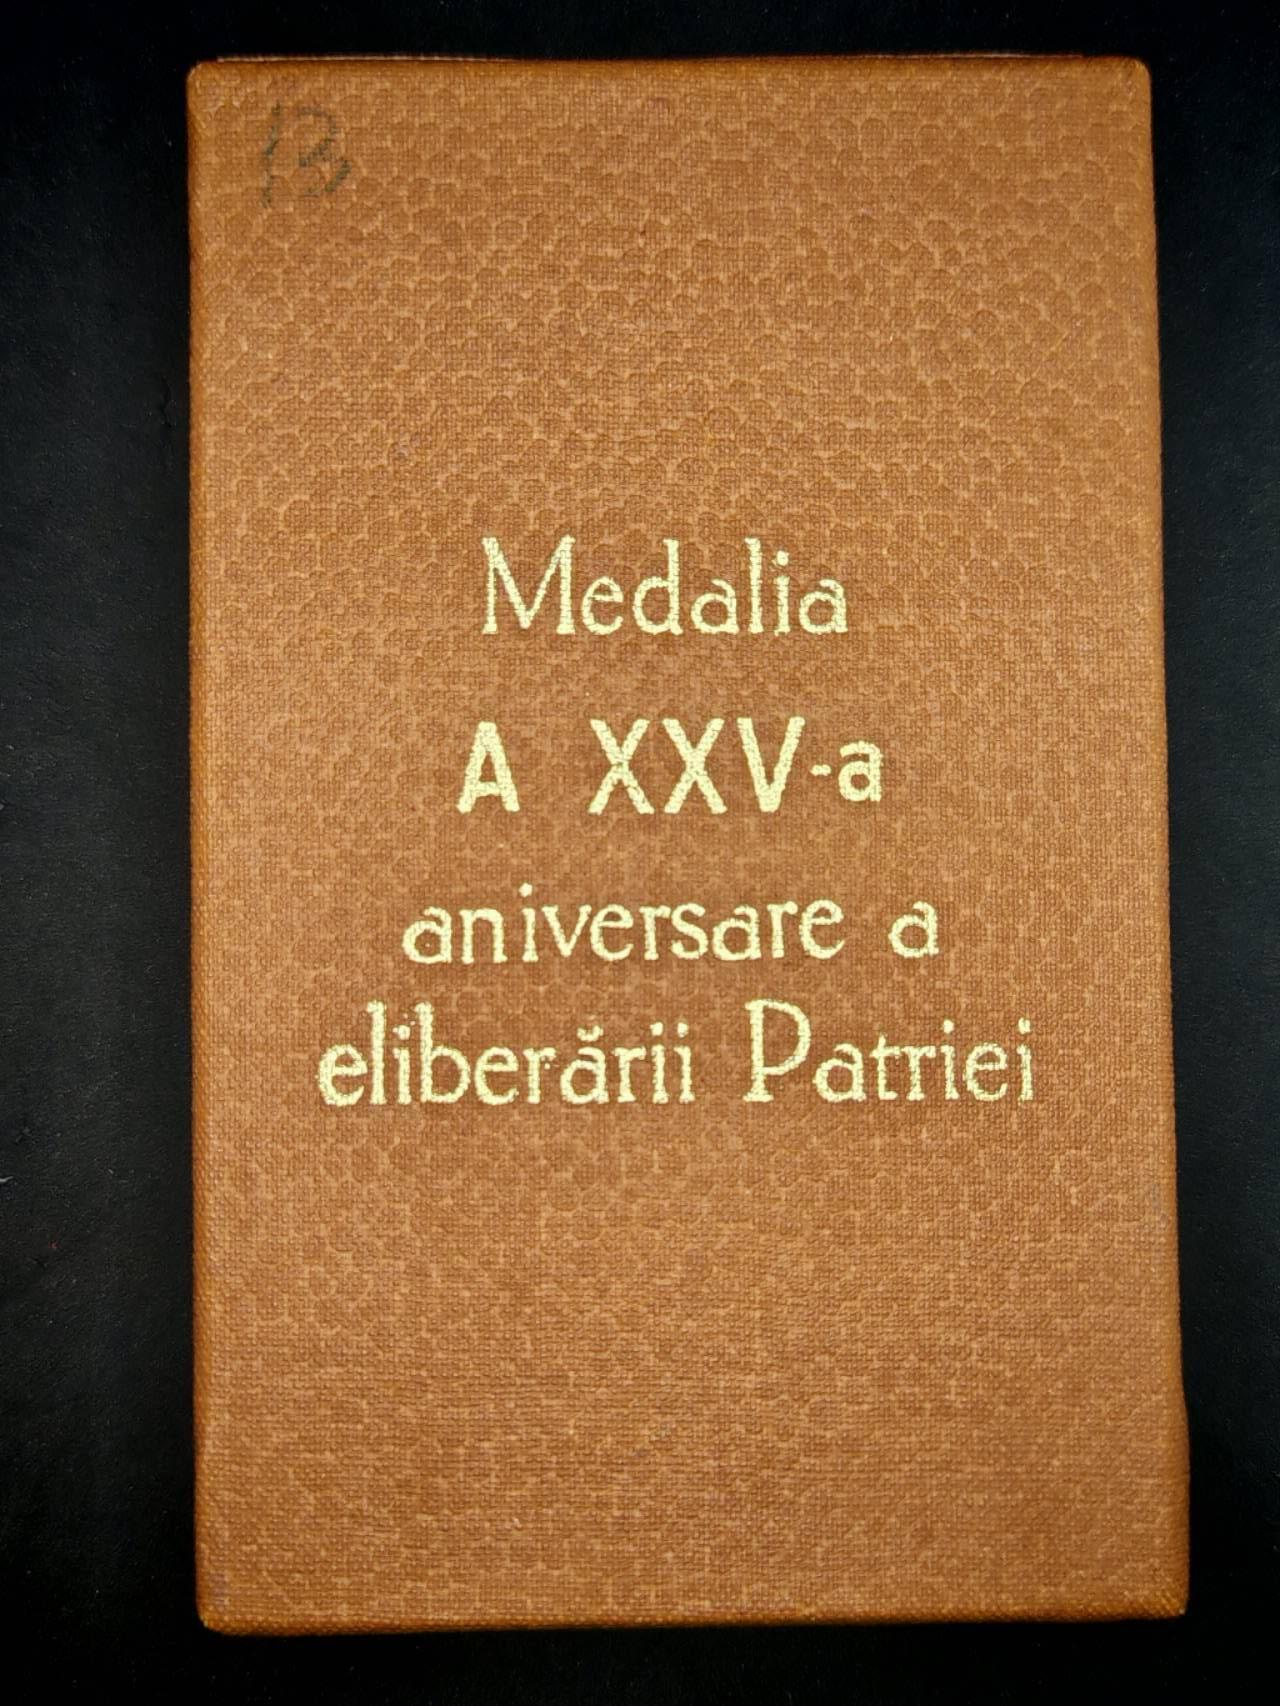 13
Medalia
A XXV-a
aniversare a
eliberării Patriei